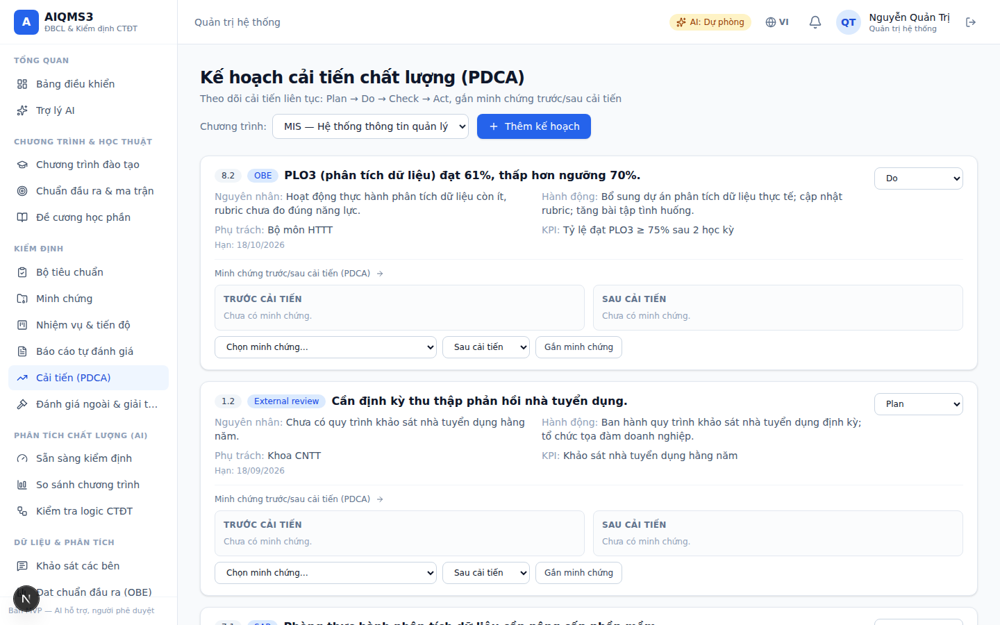 A
AIQMS3
ĐBCL & Kiểm định CTĐT
TỔNG QUAN
Bảng điều khiển
Trợ lý AI
CHƯƠNG TRÌNH & HỌC THUẬT
Chương trình đào tạo
Chuẩn đầu ra & ma trận
Đề cương học phần
KIỂM ĐỊNH
Bộ tiêu chuẩn
Minh chứng
Nhiệm vụ & tiến độ
Báo cáo tự đánh giá
Cải tiến (PDCA)
Đánh giá ngoài & giải t...
PHÂN TÍCH CHẤT LƯỢNG (AI)
Sẵn sàng kiểm định
So sánh chương trình
Kiểm tra logic CTĐT
DỮ LIỆU & PHÂN TÍCH
Khảo sát các bên
Đạt chuẩn đầu ra (OBE)
— AI hỗ trợ, người phê duyệt
Quản trị hệ thống
AI: Dự phòng
VI
QT
Nguyễn Quản Trị
Quản trị hệ thống
Kế hoạch cải tiến chất lượng (PDCA)
Theo dõi cải tiến liên tục: Plan → Do → Check → Act, gắn minh chứng trước/sau cải tiến
Chương trình: MIS — Hệ thống thông tin quản lý
+ Thêm kế hoạch
8.2 OBE PLO3 (phân tích dữ liệu) đạt 61%, thấp hơn ngưỡng 70%.
Do
Nguyên nhân: Hoạt động thực hành phân tích dữ liệu còn ít,
rubric chưa đo đúng năng lực.
Hành động: Bổ sung dự án phân tích dữ liệu thực tế; cập nhật
rubric; tăng bài tập tình huống.
Phụ trách: Bộ môn HTTT
KPI: Tỷ lệ đạt PLO3 ≥ 75% sau 2 học kỳ
Hạn: 18/10/2026
Minh chứng trước/sau cải tiến (PDCA) →
TRƯỚC CẢI TIẾN
Chưa có minh chứng.
SAU CẢI TIẾN
Chưa có minh chứng.
Chọn minh chứng...
Sau cải tiến
Gắn minh chứng
1.2 External review Cần định kỳ thu thập phản hồi nhà tuyển dụng.
Plan
Nguyên nhân: Chưa có quy trình khảo sát nhà tuyển dụng hằng
năm.
Hành động: Ban hành quy trình khảo sát nhà tuyển dụng định kỳ;
tổ chức tọa đàm doanh nghiệp.
Phụ trách: Khoa CNTT
KPI: Khảo sát nhà tuyển dụng hằng năm
Hạn: 18/09/2026
Minh chứng trước/sau cải tiến (PDCA) →
TRƯỚC CẢI TIẾN
Chưa có minh chứng.
SAU CẢI TIẾN
Chưa có minh chứng.
Chọn minh chứng...
Sau cải tiến
Gắn minh chứng